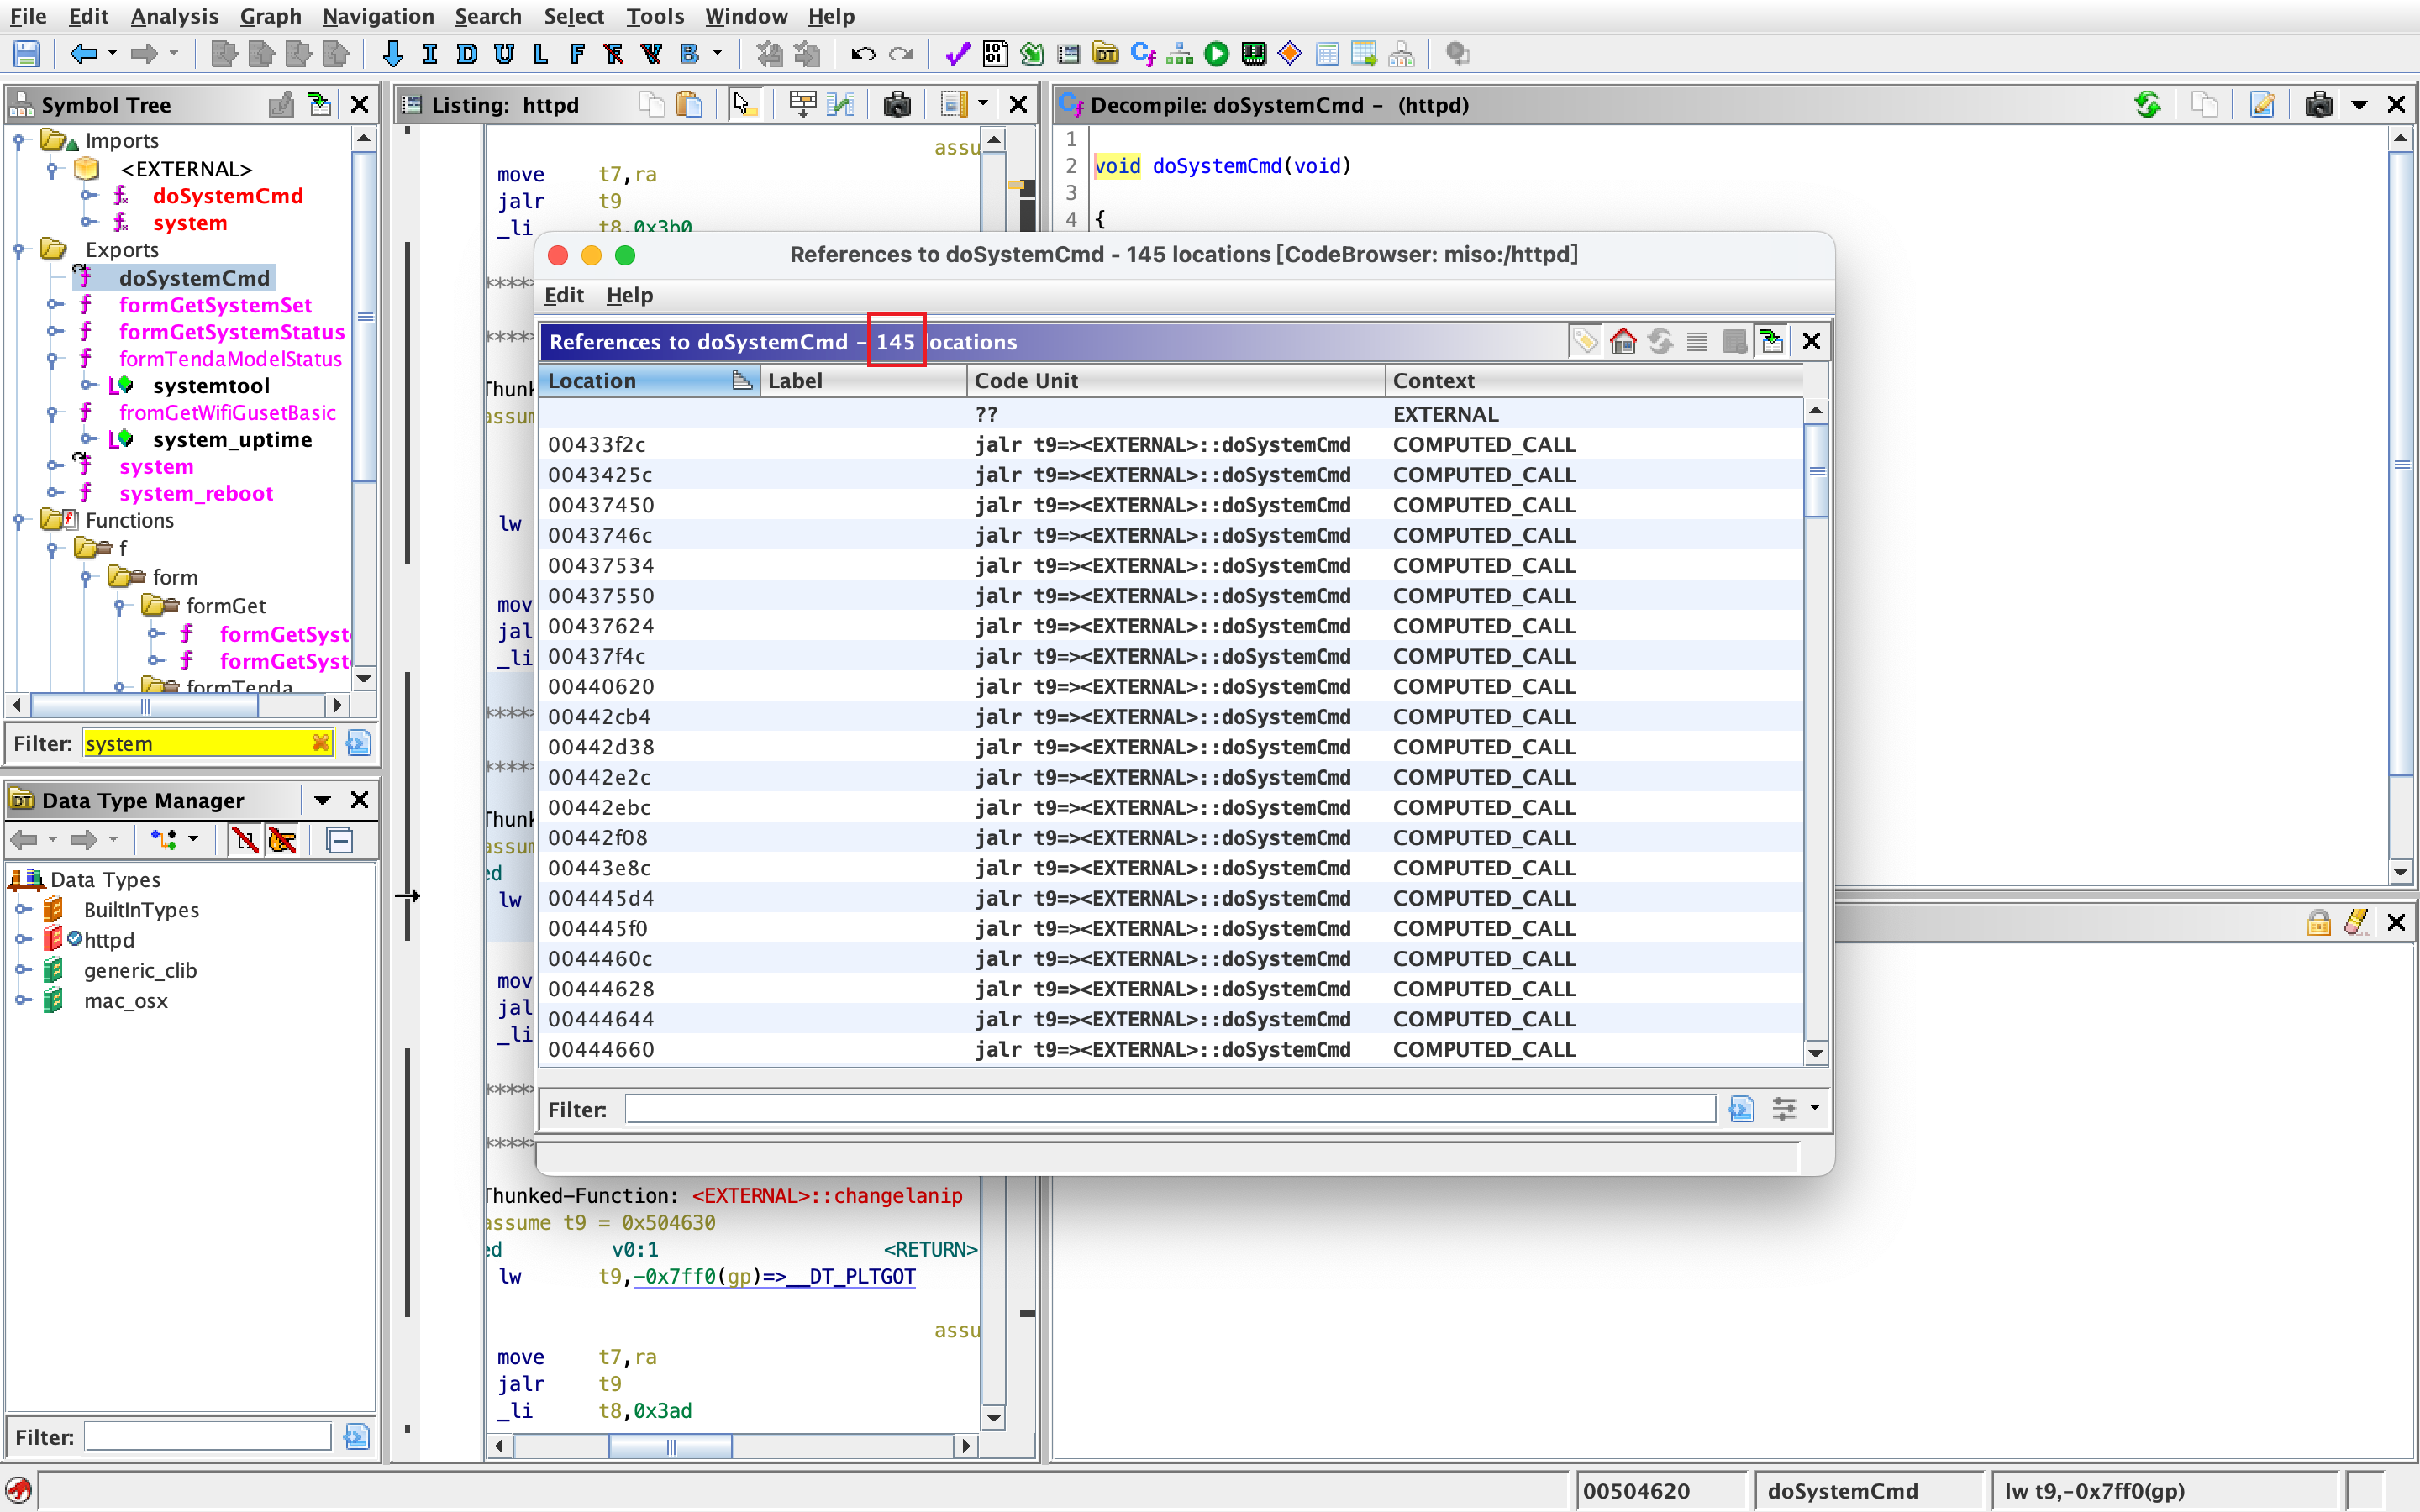 File Edit Analysis Graph Navigation Search Select Tools Window Help
I D U L F B
Symbol Tree
Imports
<EXTERNAL>
doSystemCmd
system
Exports
doSystemCmd
formGetSystemSet
formGetSystemStatus
formTendaModelStatus
systemtool
fromGetWifiGusetBasic
system_uptime
system
system_reboot
Functions
f
form
formGet
formGetSyst
formGetSyst
formTenda
Filter: system
Data Type Manager
Data Types
BuiltInTypes
httpd
generic_clib
mac_osx
Filter:
Listing: httpd
assu
move t7,ra
jalr t9
_li t8,0x3b0
Thunk
assum
lw
mov
jal
_li
Thunk
assum
ed
lw
mov
jal
_li
Thunked-Function: <EXTERNAL>::changelanip
assume t9 = 0x504630
ed v0:1 <RETURN>
lw t9,-0x7ff0(gp)=>__DT_PLTGOT
assu
move t7,ra
jalr t9
_li t8,0x3ad
Decompile: doSystemCmd - (httpd)
1
2 void doSystemCmd(void)
3
4 {
References to doSystemCmd - 145 locations [CodeBrowser: miso:/httpd]
Edit Help
References to doSystemCmd - 145 locations
Location Label Code Unit Context
?? EXTERNAL
00433f2c jalr t9=><EXTERNAL>::doSystemCmd COMPUTED_CALL
0043425c jalr t9=><EXTERNAL>::doSystemCmd COMPUTED_CALL
00437450 jalr t9=><EXTERNAL>::doSystemCmd COMPUTED_CALL
0043746c jalr t9=><EXTERNAL>::doSystemCmd COMPUTED_CALL
00437534 jalr t9=><EXTERNAL>::doSystemCmd COMPUTED_CALL
00437550 jalr t9=><EXTERNAL>::doSystemCmd COMPUTED_CALL
00437624 jalr t9=><EXTERNAL>::doSystemCmd COMPUTED_CALL
00437f4c jalr t9=><EXTERNAL>::doSystemCmd COMPUTED_CALL
00440620 jalr t9=><EXTERNAL>::doSystemCmd COMPUTED_CALL
00442cb4 jalr t9=><EXTERNAL>::doSystemCmd COMPUTED_CALL
00442d38 jalr t9=><EXTERNAL>::doSystemCmd COMPUTED_CALL
00442e2c jalr t9=><EXTERNAL>::doSystemCmd COMPUTED_CALL
00442ebc jalr t9=><EXTERNAL>::doSystemCmd COMPUTED_CALL
00442f08 jalr t9=><EXTERNAL>::doSystemCmd COMPUTED_CALL
00443e8c jalr t9=><EXTERNAL>::doSystemCmd COMPUTED_CALL
004445d4 jalr t9=><EXTERNAL>::doSystemCmd COMPUTED_CALL
004445f0 jalr t9=><EXTERNAL>::doSystemCmd COMPUTED_CALL
0044460c jalr t9=><EXTERNAL>::doSystemCmd COMPUTED_CALL
00444628 jalr t9=><EXTERNAL>::doSystemCmd COMPUTED_CALL
00444644 jalr t9=><EXTERNAL>::doSystemCmd COMPUTED_CALL
00444660 jalr t9=><EXTERNAL>::doSystemCmd COMPUTED_CALL
Filter:
00504620 doSystemCmd lw t9,-0x7ff0(gp)